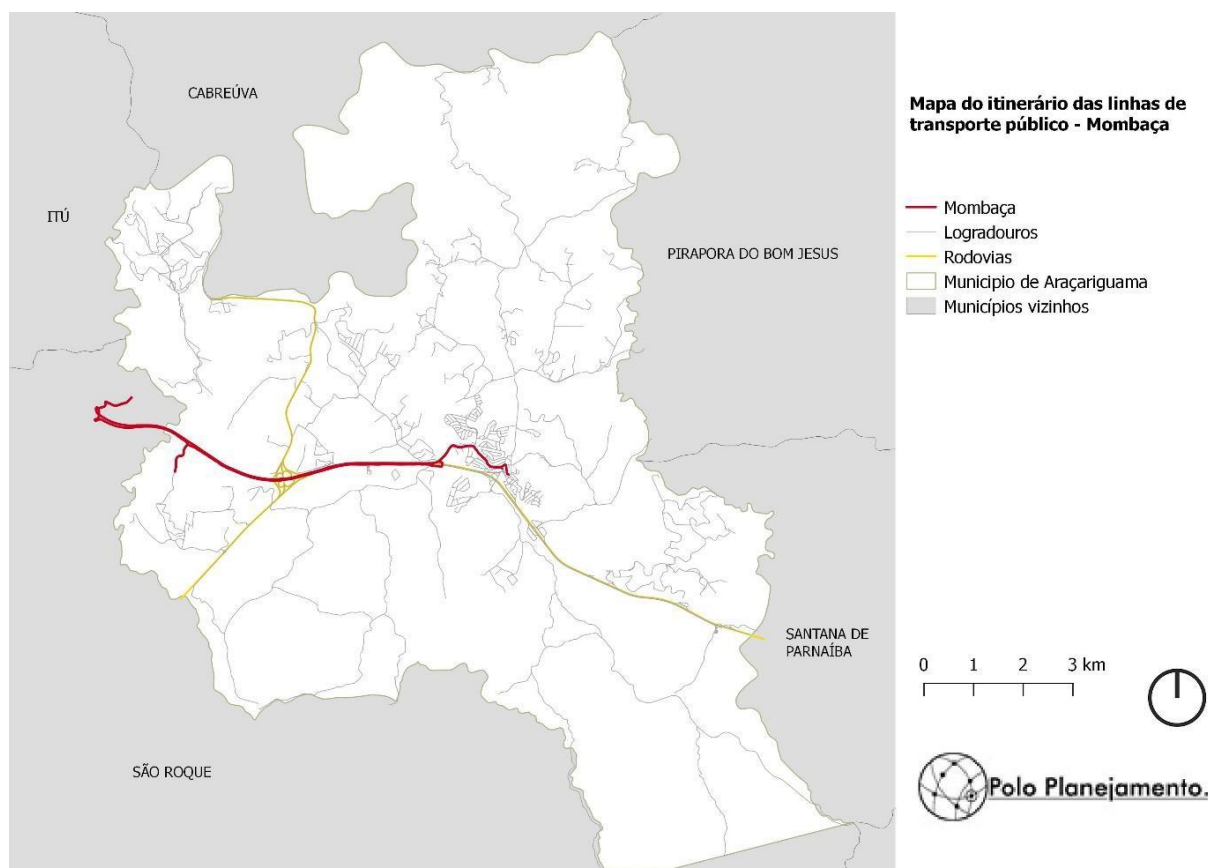 CABREÚVA
ITÚ
PIRAPORA DO BOM JESUS
SANTANA DE
PARNAÍBA
SÃO ROQUE
Mapa do itinerário das linhas de
transporte público - Mombaça
Mombaça
Logradouros
Rodovias
Municipio de Araçariguama
Municípios vizinhos
0 1 2 3 km
Polo Planejamento.